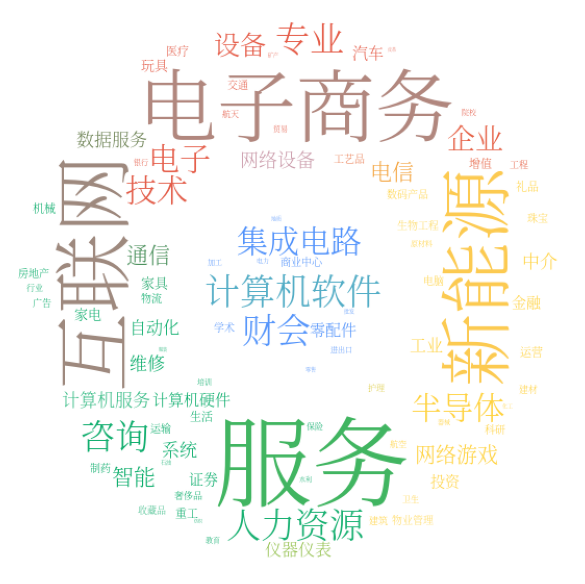 专业
设备
汽车
医疗
玩具
电子商务
交通
航天
贸易
院校
数据服务
电子
网络设备
工艺品
电信
企业
增值
工程
银行
技术
数码产品
礼品
互联网
新能源
机械
珠宝
生物工程
集成电路
新材料
通信
商业中心
电力
加工
中介
房地产
行业
家具
物流
计算机软件
电脑
金融
广告
家电
自动化
学术
财会
零配件
工业
运营
维修
进出口
培训
护理
建材
计算机服务
计算机硬件
半导体
生活
服务
咨询
运输
保险
科研
系统
航空
网络游戏
制药
智能
证券
水利
投资
奢侈品
卫生
收藏品
重工
人力资源
建筑
物业管理
教育
仪器仪表